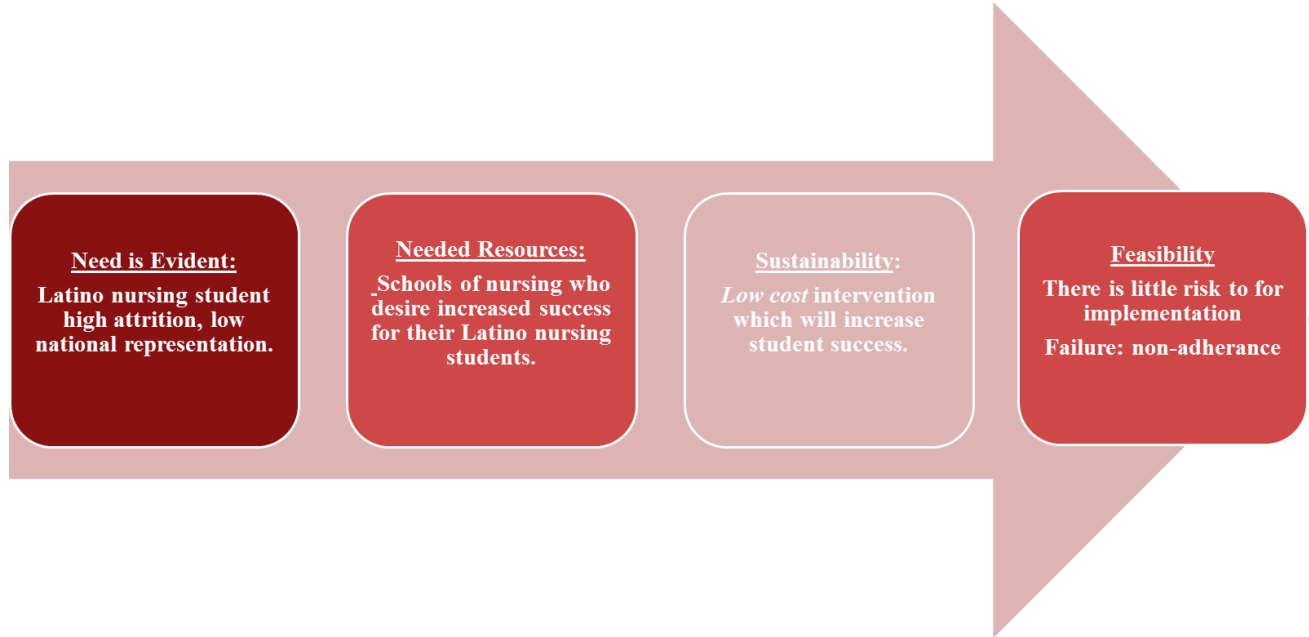 Need is Evident:
Latino nursing student
high attrition, low
national representation.
Needed Resources:
Schools of nursing who
desire increased success
for their Latino nursing
students.
Sustainability:
Low cost intervention
which will increase
student success.
Feasibility
There is little risk to for
implementation
Failure: non-adherance